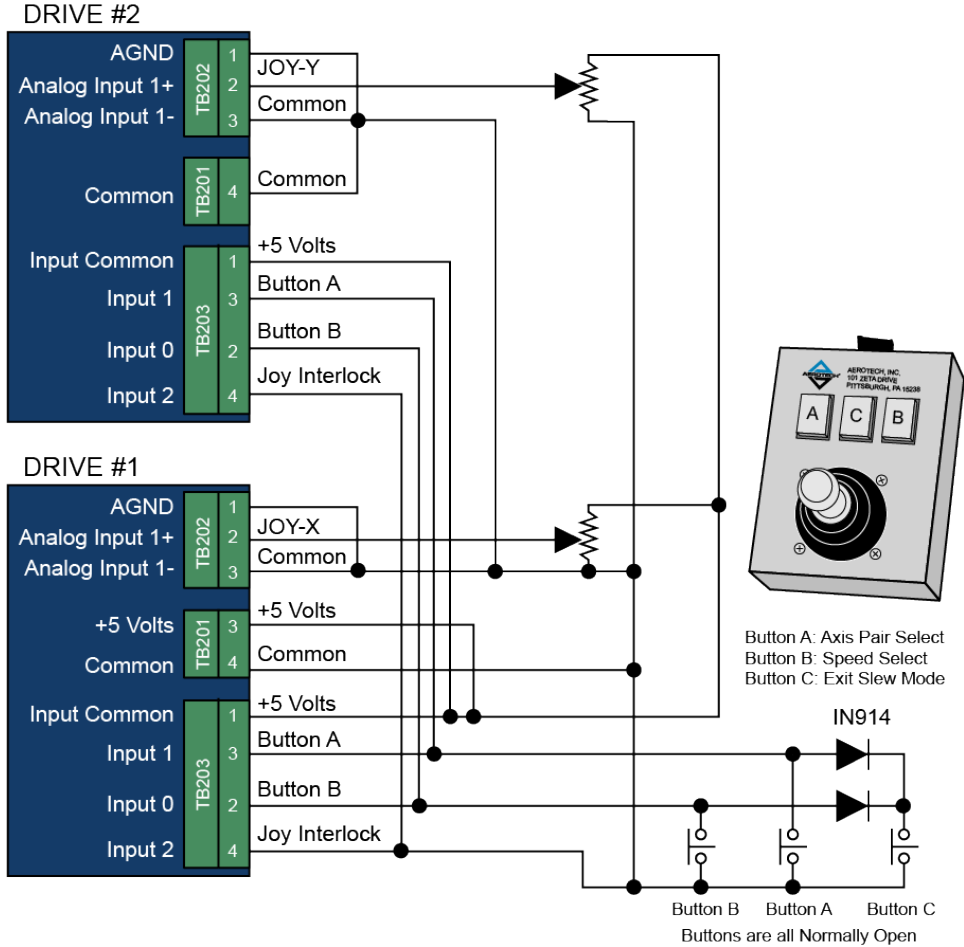 DRIVE #2
AGND 1
Analog Input 1+ 2 JOY-Y
Analog Input 1- 3 Common
TB202
Common 4 Common
TB201
Input Common 1 +5 Volts
Input 1 3 Button A
Input 0 2 Button B
Input 2 4 Joy Interlock
TB203
DRIVE #1
AGND 1
Analog Input 1+ 2 JOY-X
Analog Input 1- 3 Common
TB202
+5 Volts 3 +5 Volts
Common 4 Common
TB201
Input Common 1 +5 Volts
Input 1 3 Button A
Input 0 2 Button B
Input 2 4 Joy Interlock
TB203
AEROTECH
AEROTECH, INC.
101 ZETA DRIVE
PITTSBURGH, PA 15238
A C B
Button A: Axis Pair Select
Button B: Speed Select
Button C: Exit Slew Mode
IN914
Button B Button A Button C
Buttons are all Normally Open